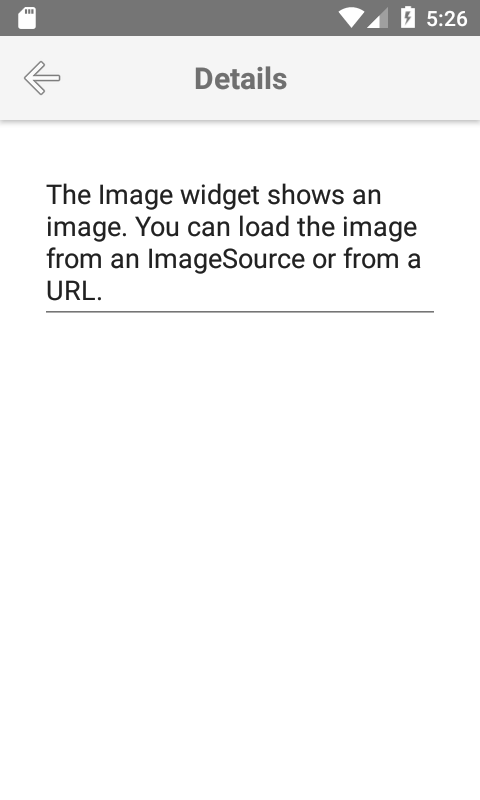 5:26
Details
The Image widget shows an
image. You can load the image
from an ImageSource or from a
URL.